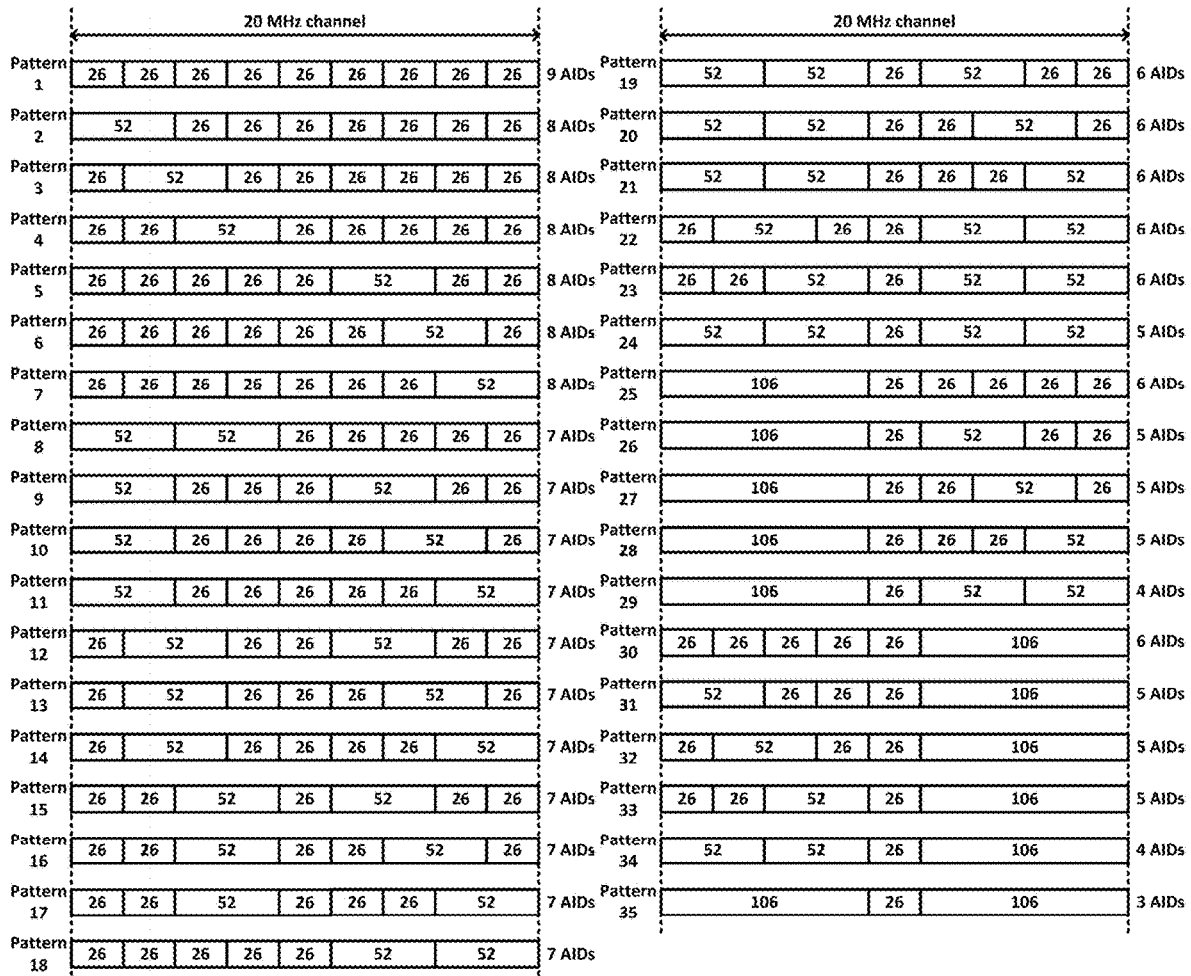 20 MHz channel
Pattern 1 26 26 26 26 26 26 26 26 26 9 AIDs
Pattern 2 52 26 26 26 26 26 26 26 8 AIDs
Pattern 3 26 52 26 26 26 26 26 26 8 AIDs
Pattern 4 26 26 52 26 26 26 26 26 8 AIDs
Pattern 5 26 26 26 26 26 52 26 26 8 AIDs
Pattern 6 26 26 26 26 26 26 52 26 8 AIDs
Pattern 7 26 26 26 26 26 26 26 52 8 AIDs
Pattern 8 52 52 26 26 26 26 26 7 AIDs
Pattern 9 52 26 26 26 52 26 26 7 AIDs
Pattern 10 52 26 26 26 26 52 26 7 AIDs
Pattern 11 52 26 26 26 26 26 52 7 AIDs
Pattern 12 26 52 26 26 52 26 26 7 AIDs
Pattern 13 26 52 26 26 26 52 26 7 AIDs
Pattern 14 26 52 26 26 26 26 52 7 AIDs
Pattern 15 26 26 52 26 52 26 26 7 AIDs
Pattern 16 26 26 52 26 26 52 26 7 AIDs
Pattern 17 26 26 52 26 26 26 52 7 AIDs
Pattern 18 26 26 26 26 26 52 52 7 AIDs
20 MHz channel
Pattern 19 52 52 26 52 26 26 6 AIDs
Pattern 20 52 52 26 26 52 26 6 AIDs
Pattern 21 52 52 26 26 26 52 6 AIDs
Pattern 22 26 52 26 26 52 52 6 AIDs
Pattern 23 26 26 52 26 52 52 6 AIDs
Pattern 24 52 52 26 52 52 5 AIDs
Pattern 25 106 26 26 26 26 26 6 AIDs
Pattern 26 106 26 52 26 26 5 AIDs
Pattern 27 106 26 26 52 26 5 AIDs
Pattern 28 106 26 26 26 52 5 AIDs
Pattern 29 106 26 52 52 4 AIDs
Pattern 30 26 26 26 26 26 106 6 AIDs
Pattern 31 52 26 26 26 106 5 AIDs
Pattern 32 26 52 26 26 106 5 AIDs
Pattern 33 26 26 52 26 106 5 AIDs
Pattern 34 52 52 26 106 4 AIDs
Pattern 35 106 26 106 3 AIDs